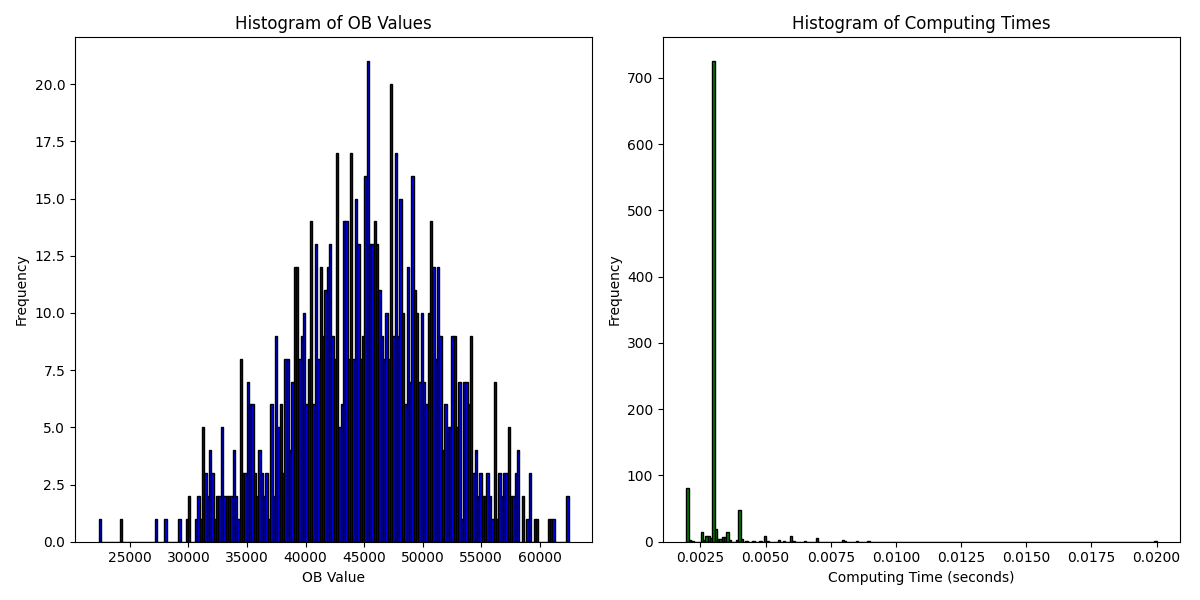 Histogram of OB Values
Frequency
20.0
17.5
15.0
12.5
10.0
7.5
5.0
2.5
0.0
25000 30000 35000 40000 45000 50000 55000 60000
OB Value
Histogram of Computing Times
Frequency
700
600
500
400
300
200
100
0
0.0025 0.0050 0.0075 0.0100 0.0125 0.0150 0.0175 0.0200
Computing Time (seconds)